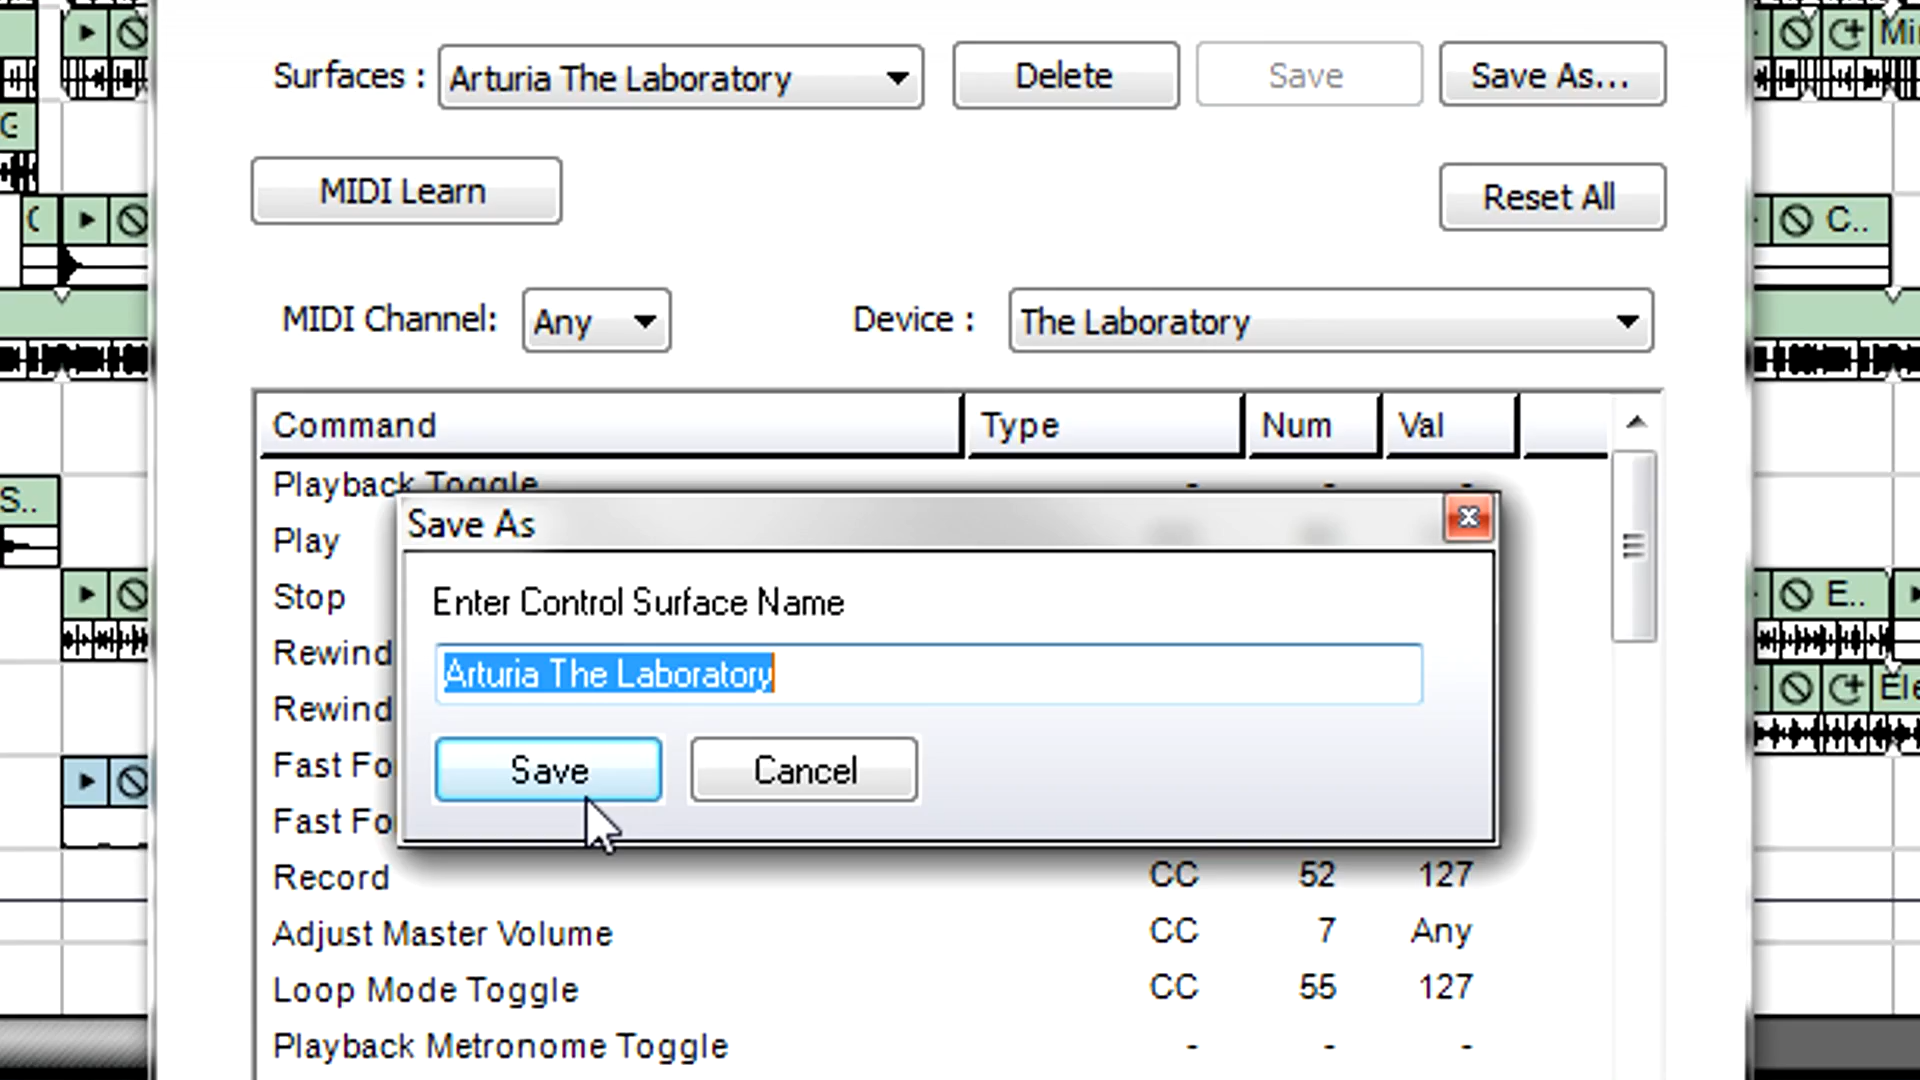 Surfaces : Arturia The Laboratory Delete Save Save As...
MIDI Learn Reset All
MIDI Channel: Any Device : The Laboratory
Command Type Num Val
Playback Toggle - - -
Play
Stop
Rewind
Rewind
Fast Fo
Fast Fo
Save As
Enter Control Surface Name
Arturia The Laboratory
Save Cancel
Record CC 52 127
Adjust Master Volume CC 7 Any
Loop Mode Toggle CC 55 127
Playback Metronome Toggle - - -
G
S..
C..
E..
Ele